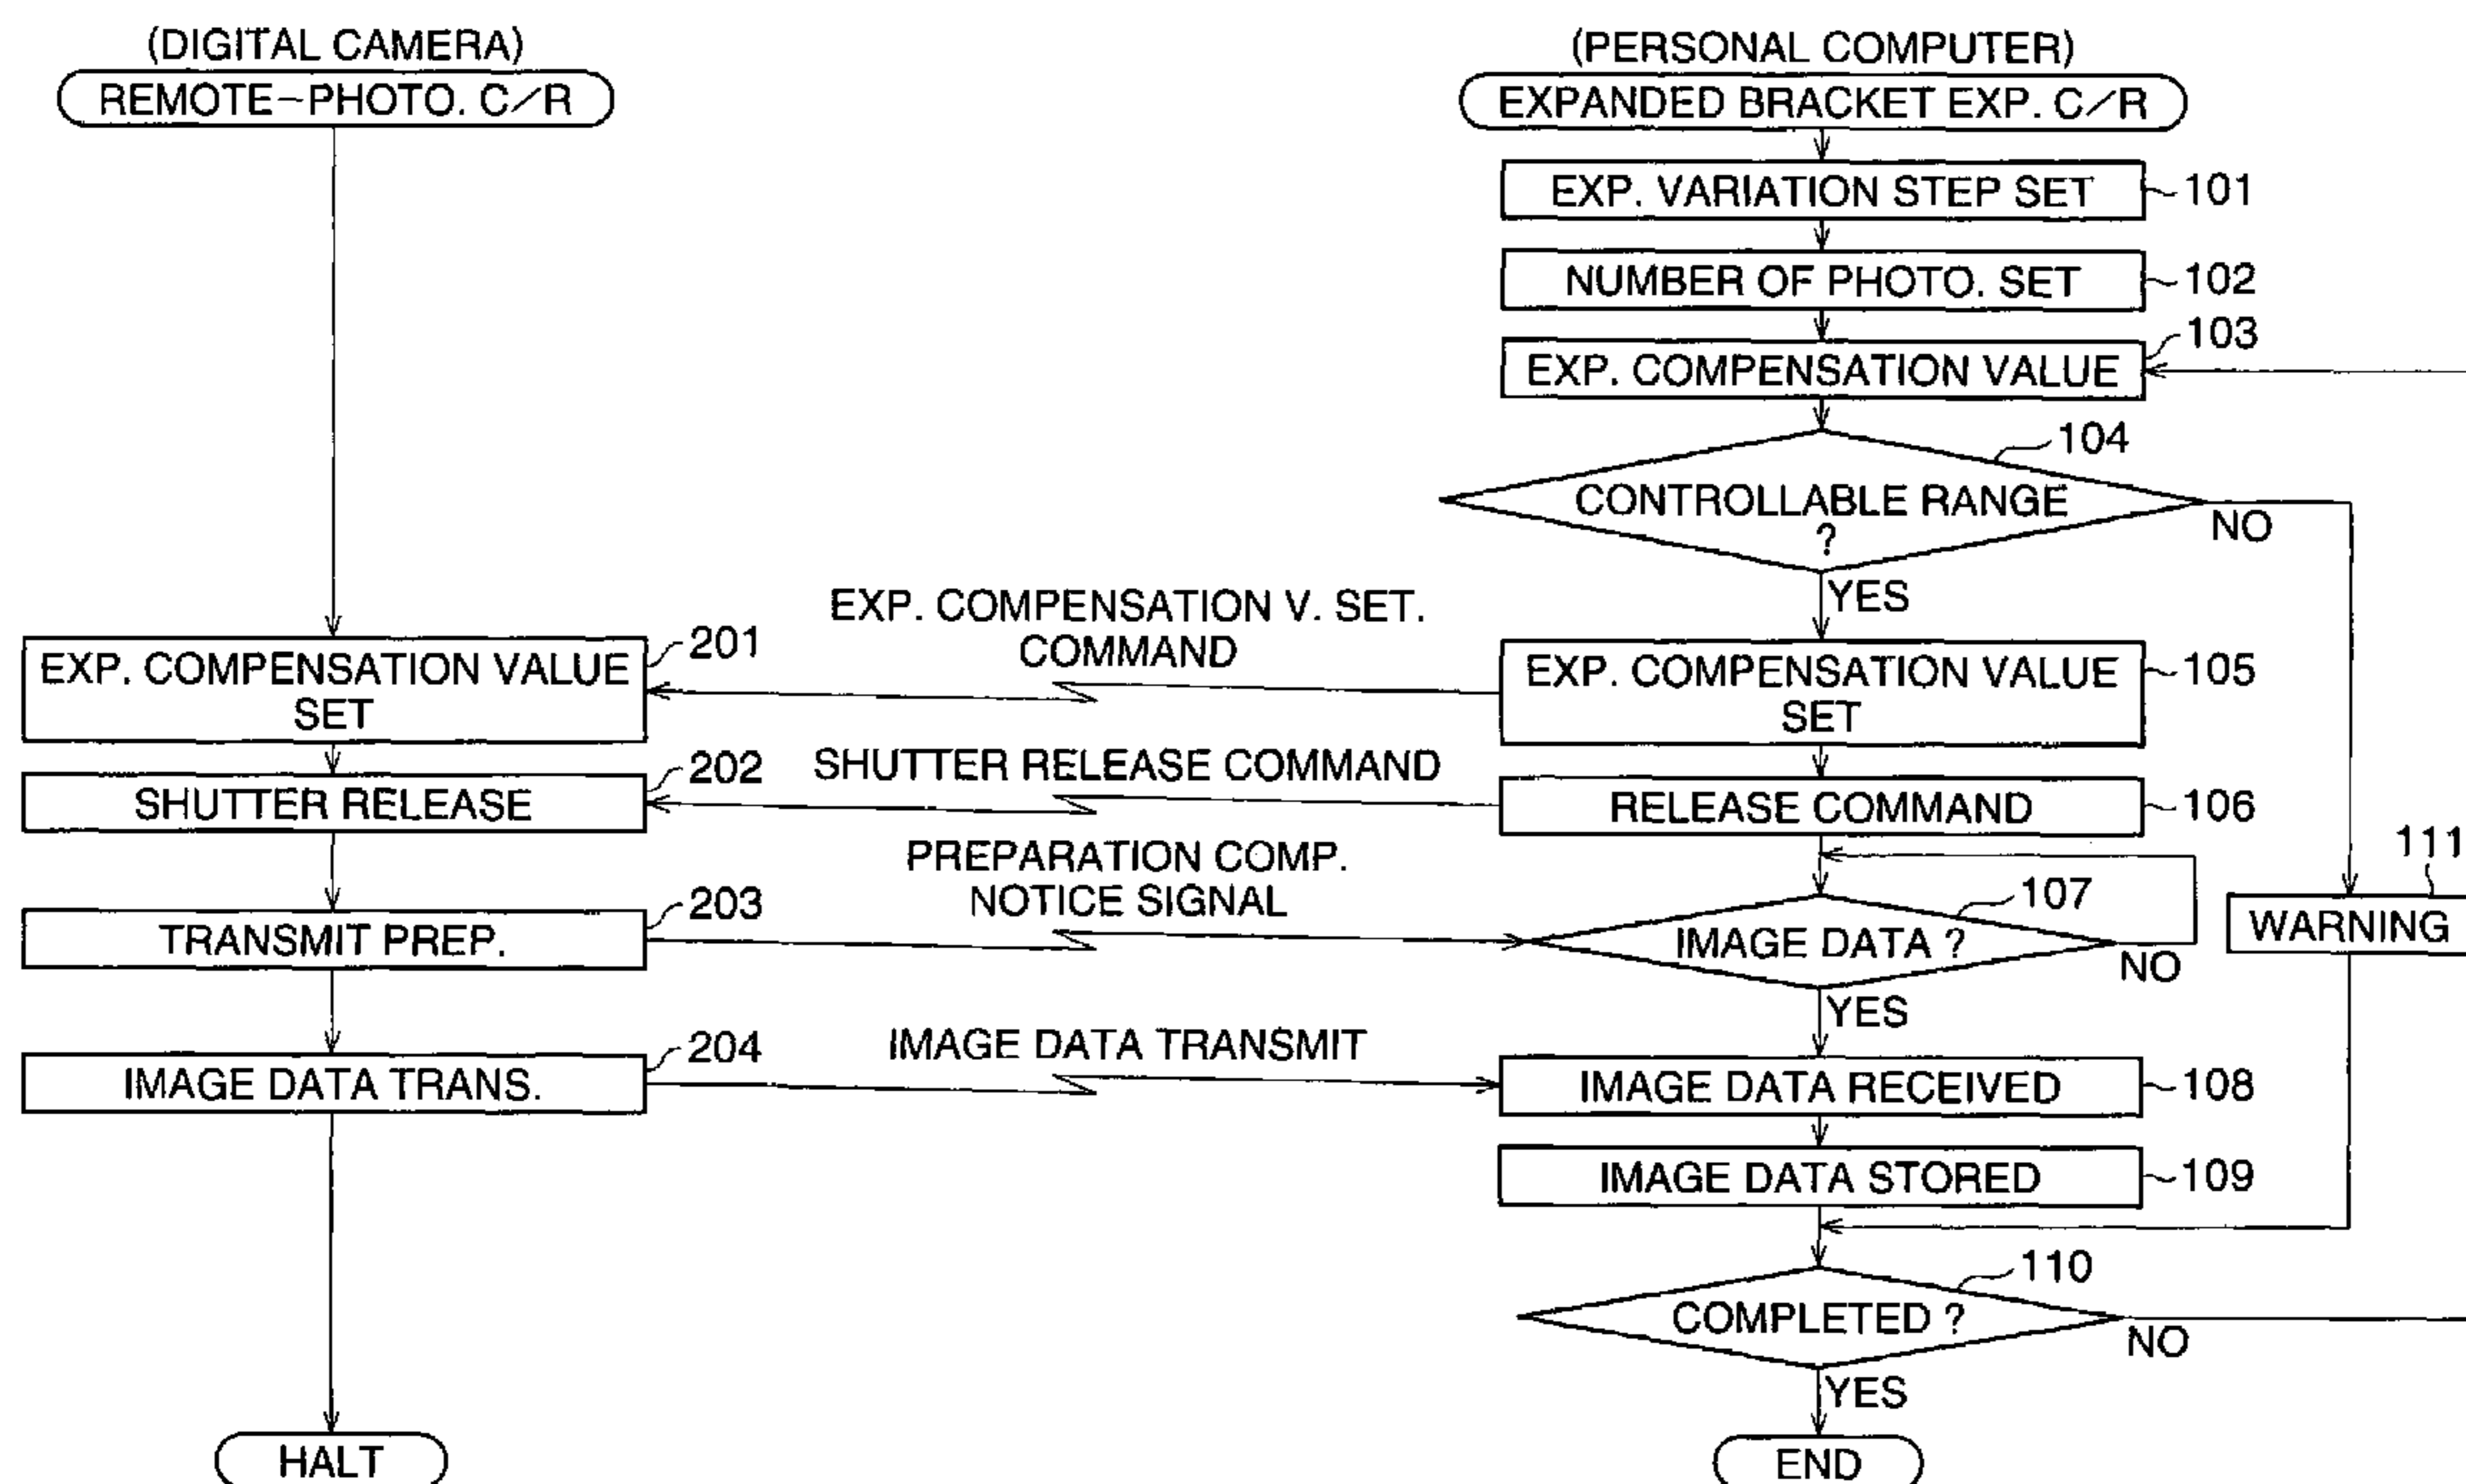 (DIGITAL CAMERA)
REMOTE-PHOTO. C/R
201
EXP. COMPENSATION VALUE
SET
202
SHUTTER RELEASE
203
TRANSMIT PREP.
204
IMAGE DATA TRANS.
HALT
EXP. COMPENSATION V. SET.
COMMAND
SHUTTER RELEASE COMMAND
PREPARATION COMP.
NOTICE SIGNAL
IMAGE DATA TRANSMIT
(PERSONAL COMPUTER)
EXPANDED BRACKET EXP. C/R
EXP. VARIATION STEP SET
101
NUMBER OF PHOTO. SET
102
103
EXP. COMPENSATION VALUE
104
CONTROLLABLE RANGE
?
NO
YES
EXP. COMPENSATION VALUE
SET
105
RELEASE COMMAND
106
107
IMAGE DATA ?
NO
YES
111
WARNING
IMAGE DATA RECEIVED
108
IMAGE DATA STORED
109
110
COMPLETED ?
NO
YES
END